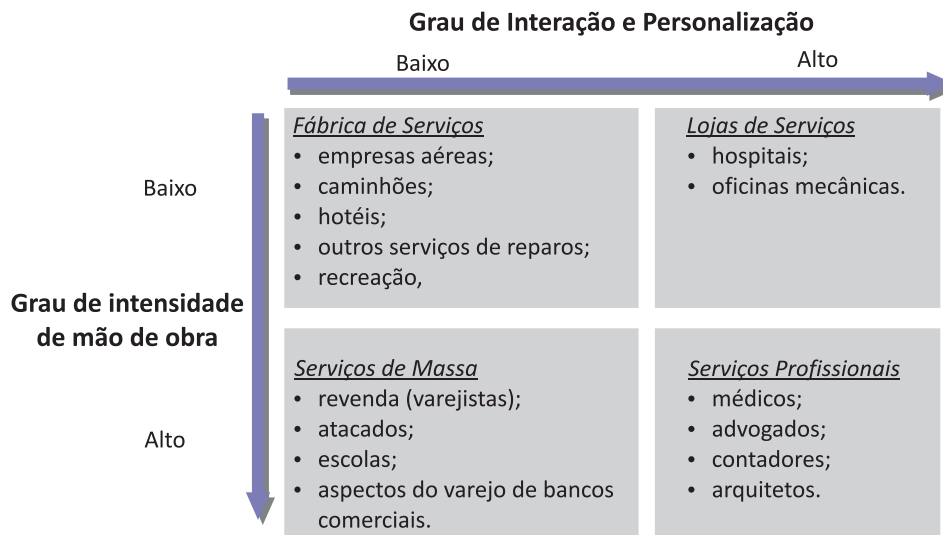 Grau de Interação e Personalização
Baixo
Alto
Fábrica de Serviços
• empresas aéreas;
• caminhões;
• hotéis;
• outros serviços de reparos;
• recreação,
Lojas de Serviços
• hospitais;
• oficinas mecânicas.
Baixo
Grau de intensidade
de mão de obra
Alto
Serviços de Massa
• revenda (varejistas);
• atacados;
• escolas;
• aspectos do varejo de bancos
comerciais.
Serviços Profissionais
• médicos;
• advogados;
• contadores;
• arquitetos.